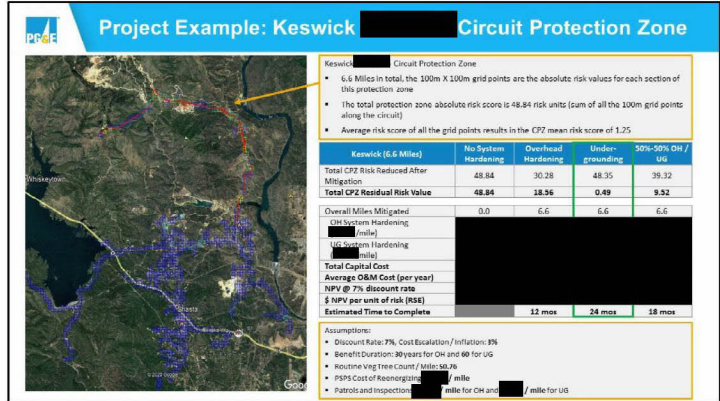 PG&E
Project Example: Keswick Circuit Protection Zone
Keswick Circuit Protection Zone
6.6 Miles in total, the 100m X 100m grid points are the absolute risk values for each section of
this protection zone
The total protection zone absolute risk score is 48.84 risk units (sum of all the 100m grid points
along the circuit)
Average risk score of all the grid points results in the CPZ mean risk score of 1.25
Keswick (6.6 Miles) No System Hardening Overhead Hardening Under-grounding 50%-50% OH / UG
Total CPZ Risk Reduced After Mitigation 48.84 30.28 48.35 39.32
Total CPZ Residual Risk Value 48.84 18.56 0.49 9.52
Overall Miles Mitigated 0.0 6.6 6.6 6.6
OH System Hardening
/mile)
UG System Hardening
( mile)
Total Capital Cost
Average O&M Cost (per year)
NPV @ 7% discount rate
$ NPV per unit of risk (RSE)
Estimated Time to Complete 12 mos 24 mos 18 mos
Assumptions:
Discount Rate: 7%, Cost Escalation / Inflation: 3%
Benefit Duration: 30 years for OH and 60 for UG
Routine Veg Tree Count / Mile: 50.76
PSPS Cost of Reenergizing / mile
Patrols and Inspections / mile for OH and / mile for UG
Whiskeytown
Shasta
Goo